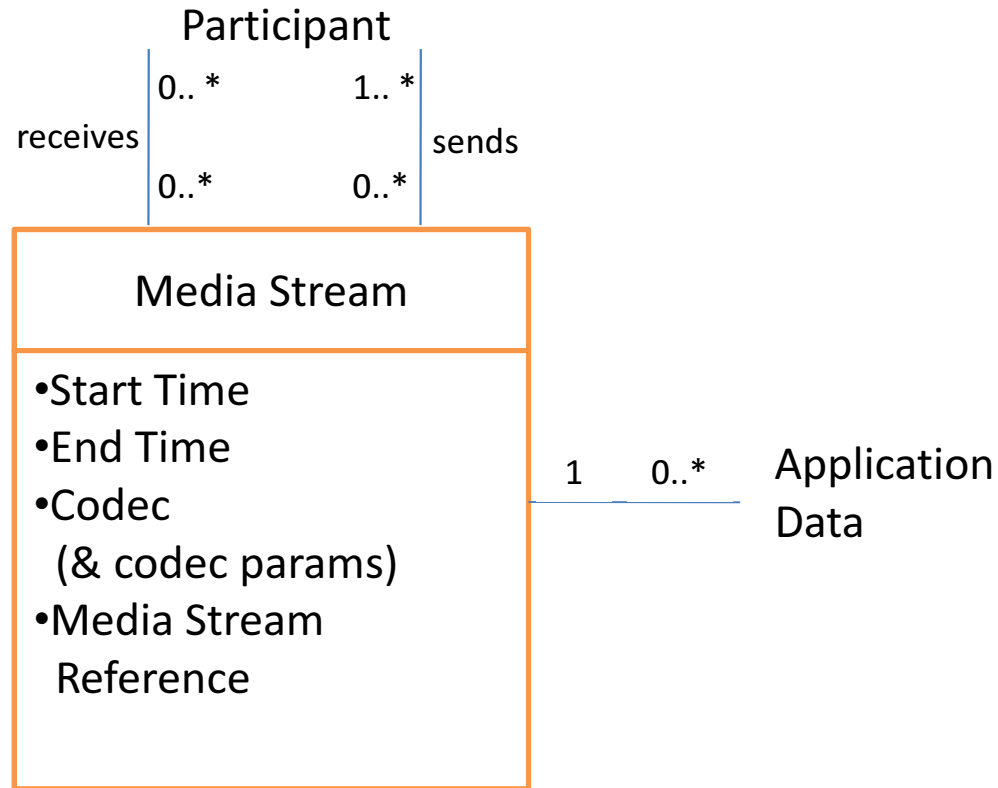 Participant
0.. * 1.. *
receives sends
0..* 0..*
Media Stream
•Start Time
•End Time
•Codec
(& codec params)
•Media Stream
Reference
1 0..*
Application
Data